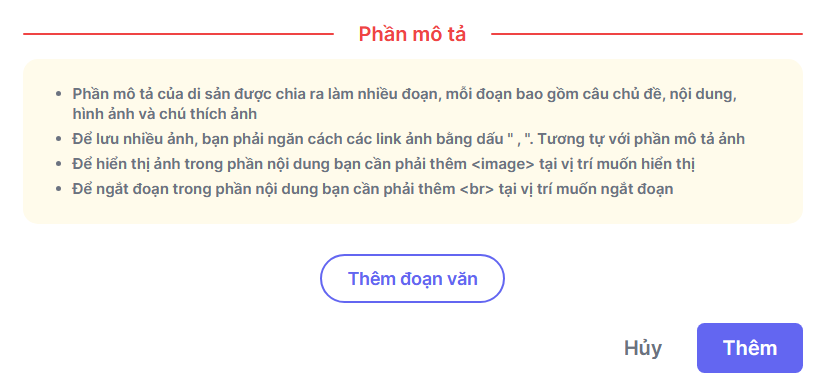 Phần mô tả
• Phần mô tả của di sản được chia ra làm nhiều đoạn, mỗi đoạn bao gồm câu chủ đề, nội dung,
hình ảnh và chú thích ảnh
• Để lưu nhiều ảnh, bạn phải ngăn cách các link ảnh bằng dấu " , ". Tương tự với phần mô tả ảnh
• Để hiển thị ảnh trong phần nội dung bạn cần phải thêm <image> tại vị trí muốn hiển thị
• Để ngắt đoạn trong phần nội dung bạn cần phải thêm <br> tại vị trí muốn ngắt đoạn
Thêm đoạn văn
Hủy Thêm